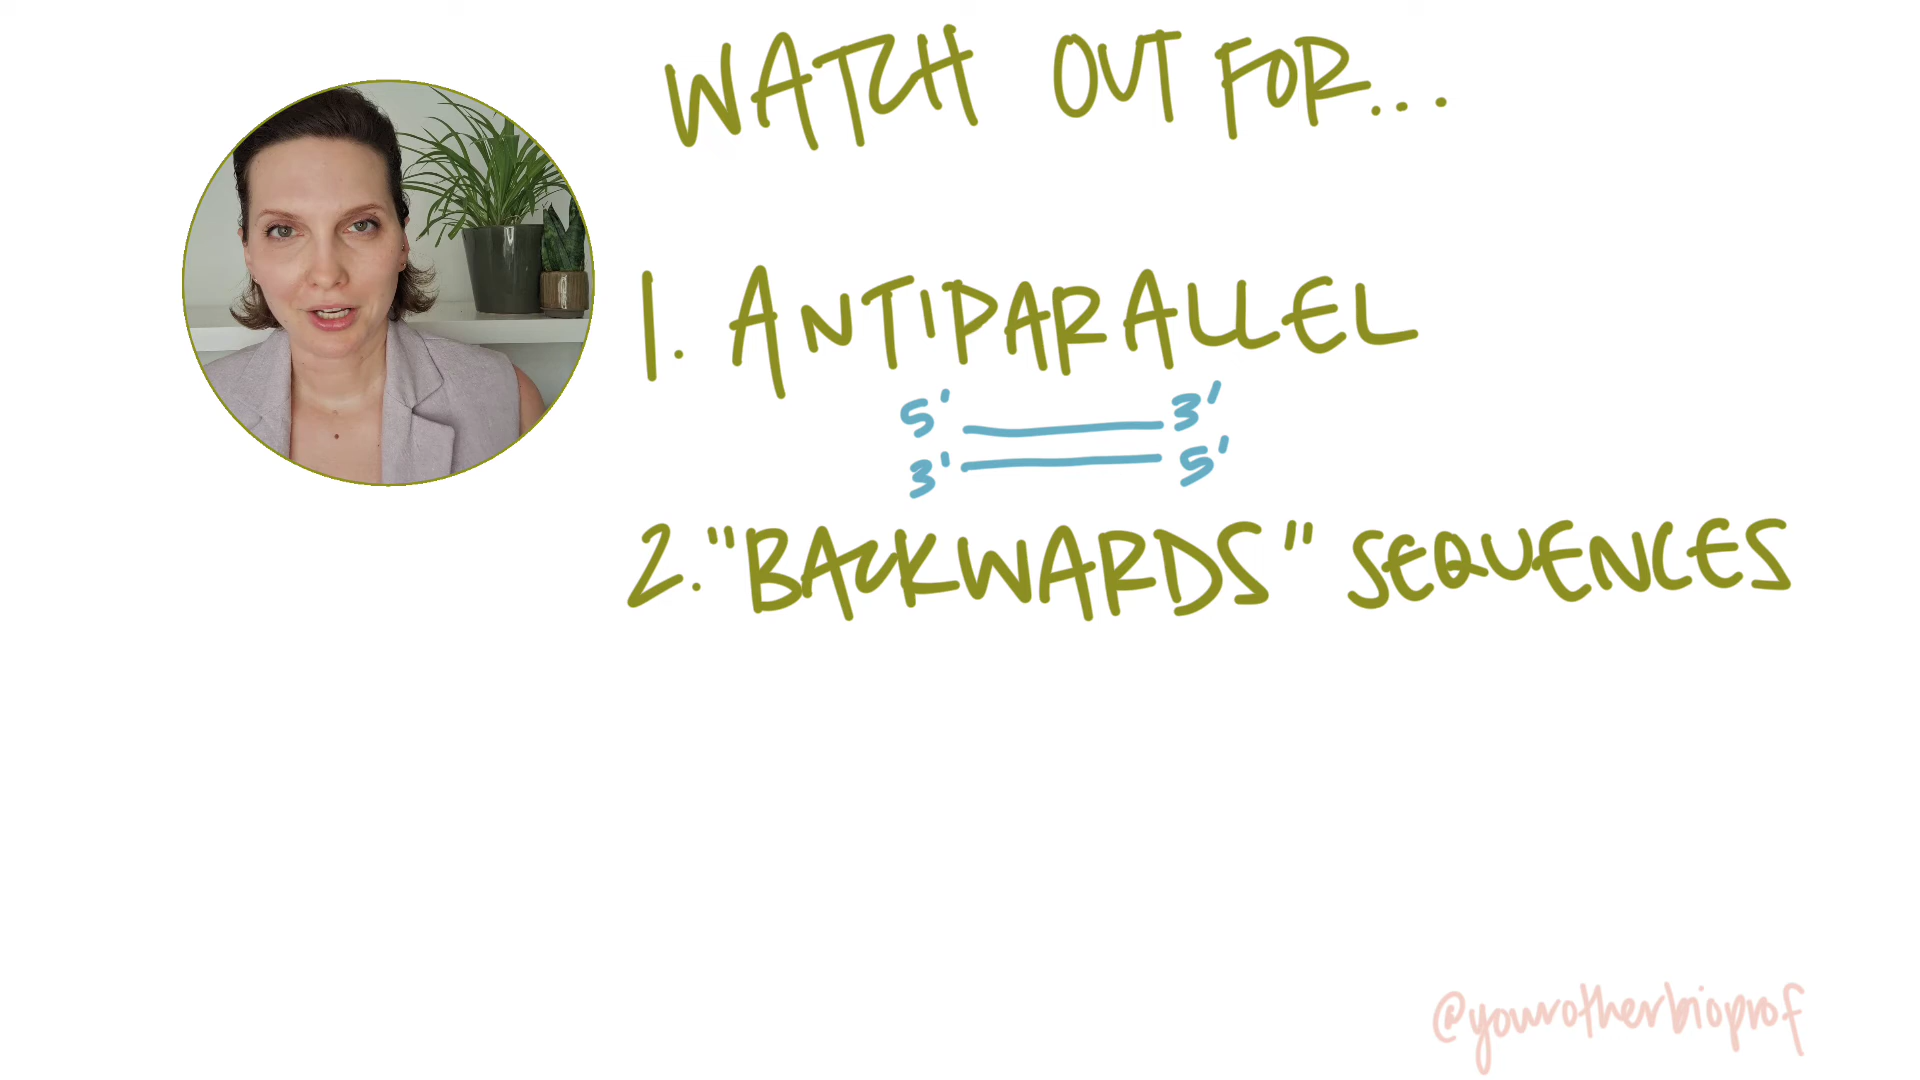 WATCH OUT FOR...
1. ANTIPARALLEL
5' 3'
3' 5'
2. "BACKWARDS" SEQUENCES
@yourotherbioprof